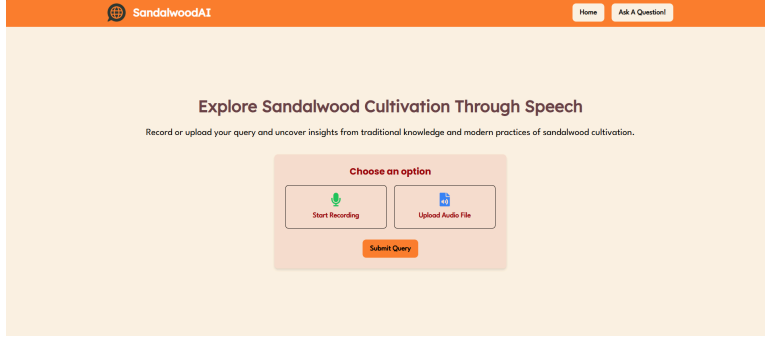 SandalwoodAI
Home
Ask A Question!
Explore Sandalwood Cultivation Through Speech
Record or upload your query and uncover insights from traditional knowledge and modern practices of sandalwood cultivation.
Choose an option
Start Recording
Upload Audio File
Submit Query